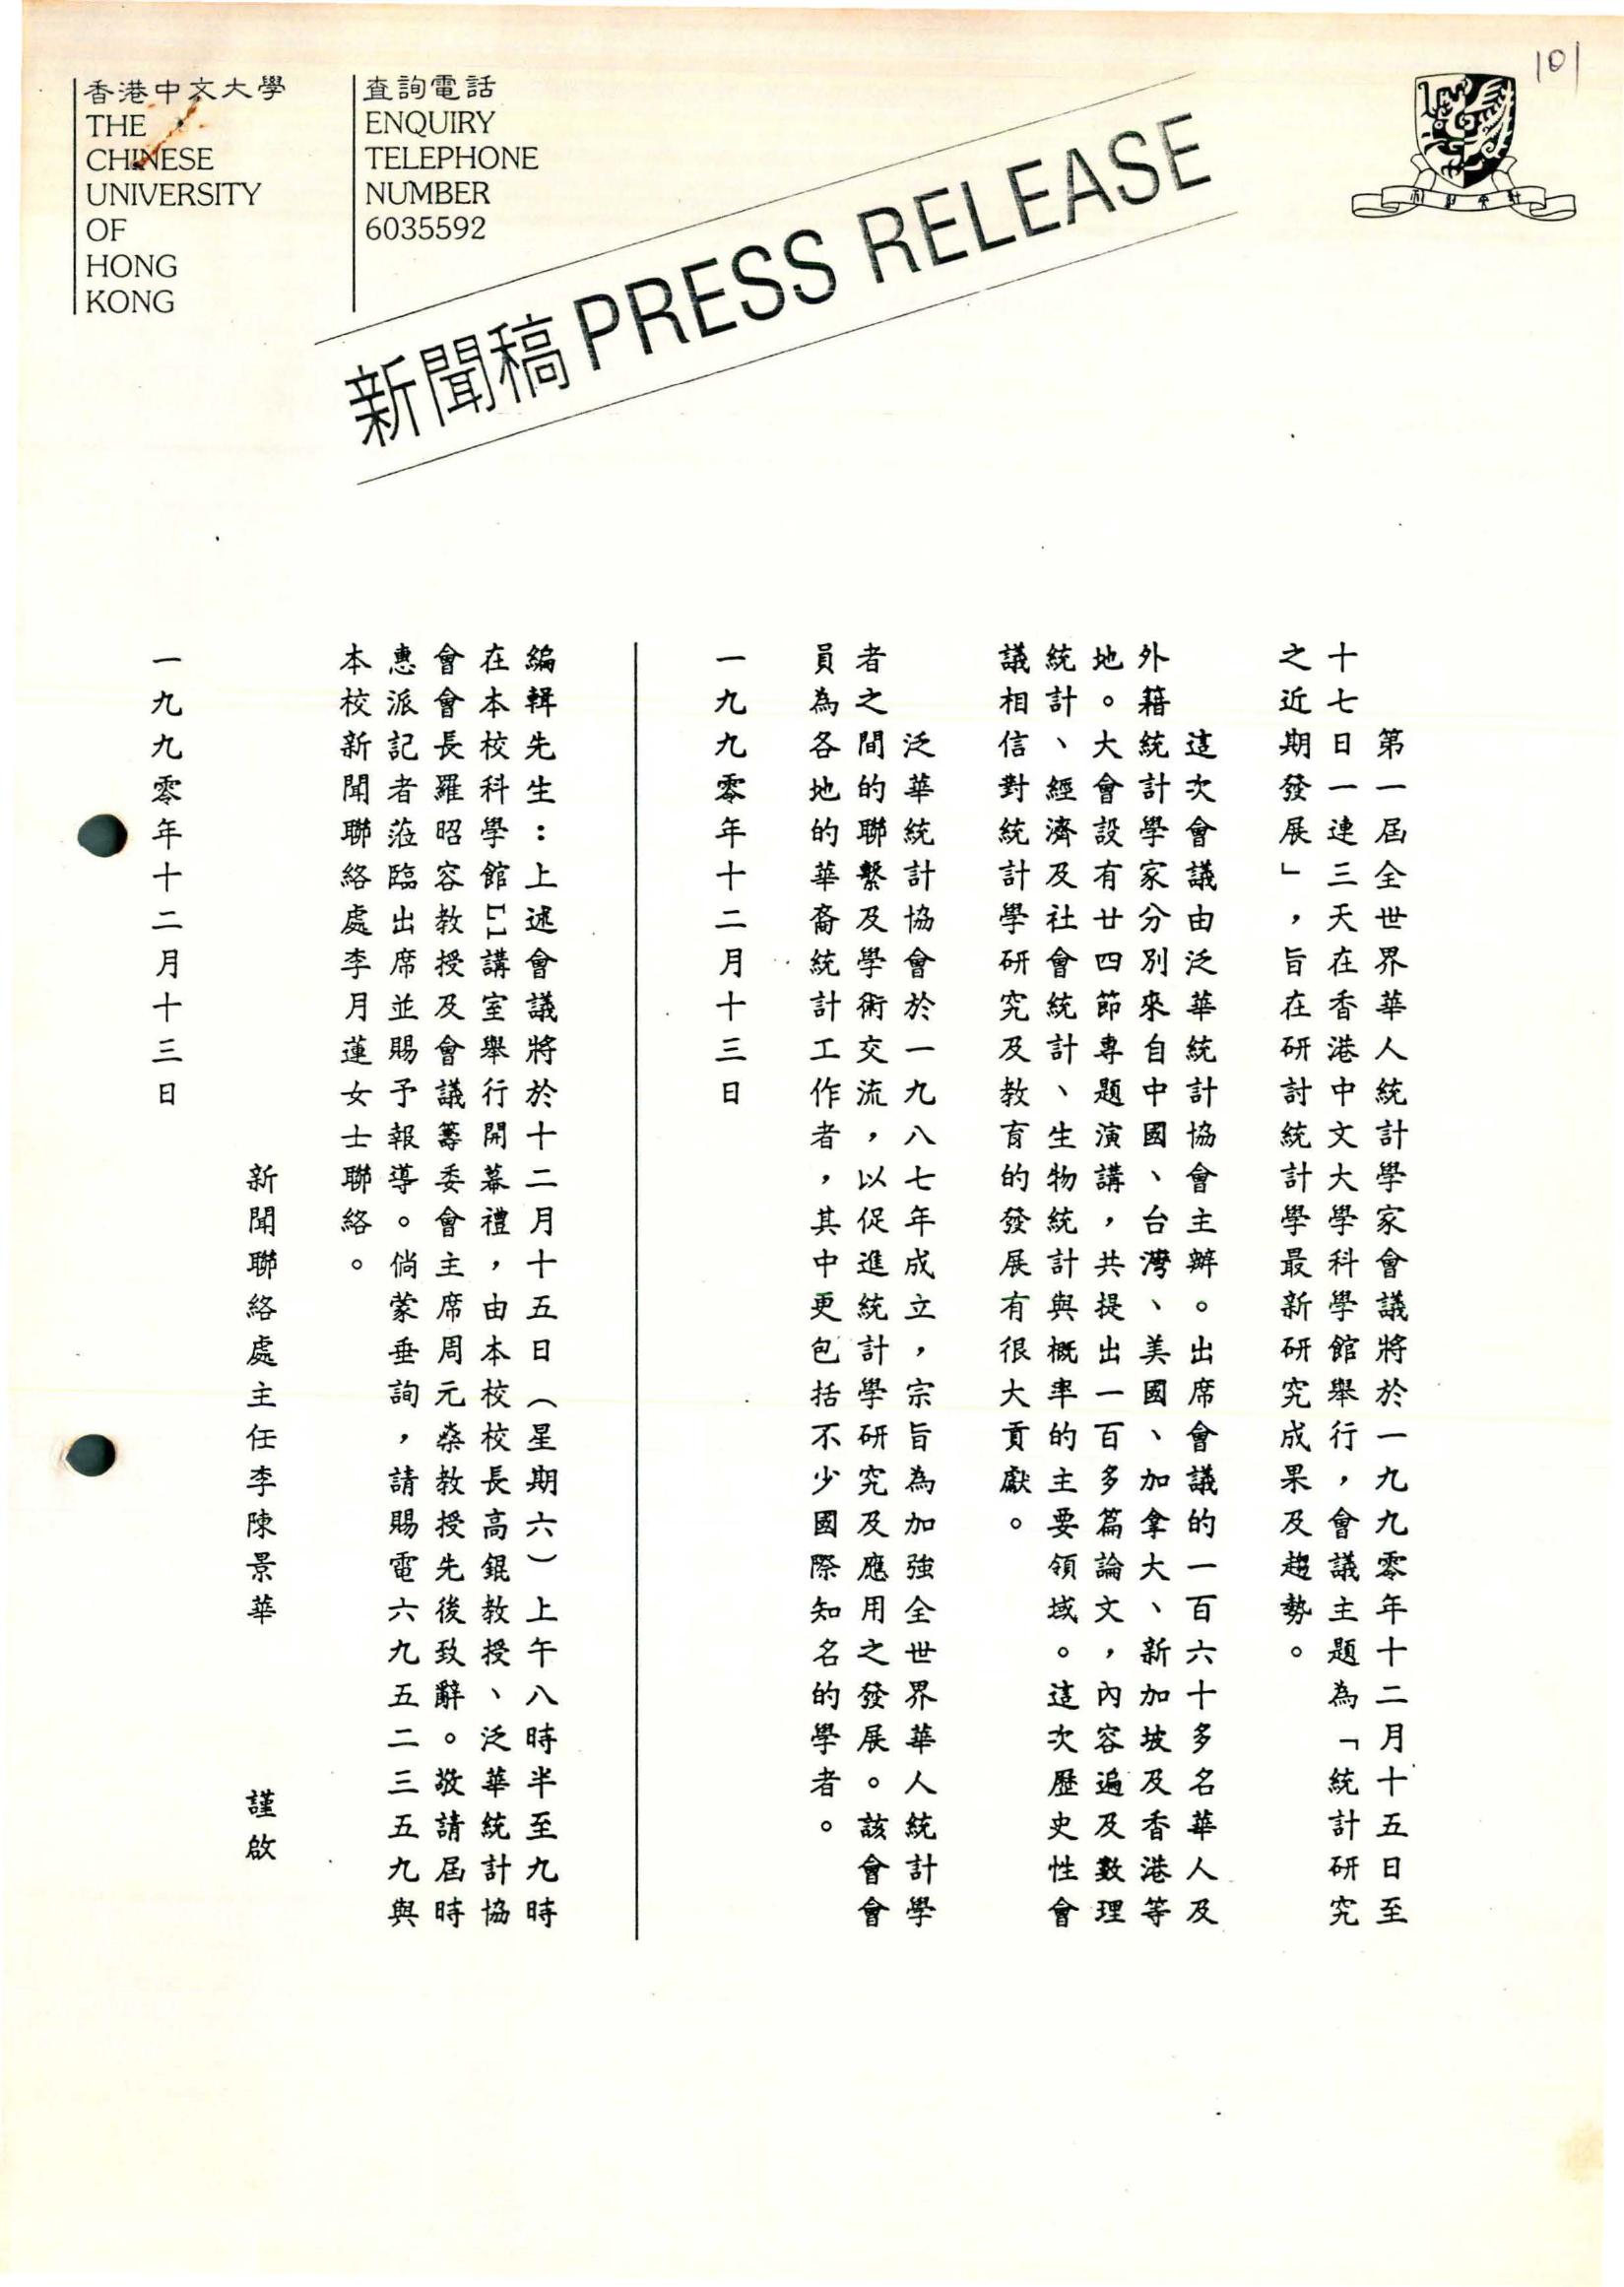 101
香港中文大學
THE
CHINESE
UNIVERSITY
OF
HONG
KONG
查詢電話
ENQUIRY
TELEPHONE
NUMBER
6035592
新聞稿 PRESS RELEASE
第一屆全世界華人統計學家會議將於一九九零年十二月十五日至
十七日一連三天在香港中文大學科學館舉行，會議主題為「統計研究
之近期發展」，旨在研討統計學最新研究成果及趨勢。
這次會議由泛華統計協會主辦。出席會議的一百六十多名華人及
外籍統計學家分別來自中國、台灣、美國、加拿大、新加坡及香港等
地。大會設有廿四節專題演講，共提出一百多篇論文，內容遍及數理
統計、經濟及社會統計、生物統計與概率的主要領域。這次歷史性會
議相信對統計學研究及教育的發展有很大貢獻。
泛華統計協會於一九八七年成立，宗旨為加強全世界華人統計學
者之間的聯繫及學術交流，以促進統計學研究及應用之發展。該會會
員為各地的華裔統計工作者，其中更包括不少國際知名的學者。
一九九零年十二月十三日
編輯先生：上述會議將於十二月十五日（星期六）上午八時半至九時
在本校科學館L1講室舉行開幕禮，由本校校長高錕教授、泛華統計協
會會長羅昭容教授及會議籌委會主席周元燊教授先後致辭。敬請屆時
惠派記者蒞臨出席並賜予報導。倘蒙垂詢，請賜電六九五二三五九與
本校新聞聯絡處李月蓮女士聯絡。
新聞聯絡處主任李陳景華 謹啟
一九九零年十二月十三日